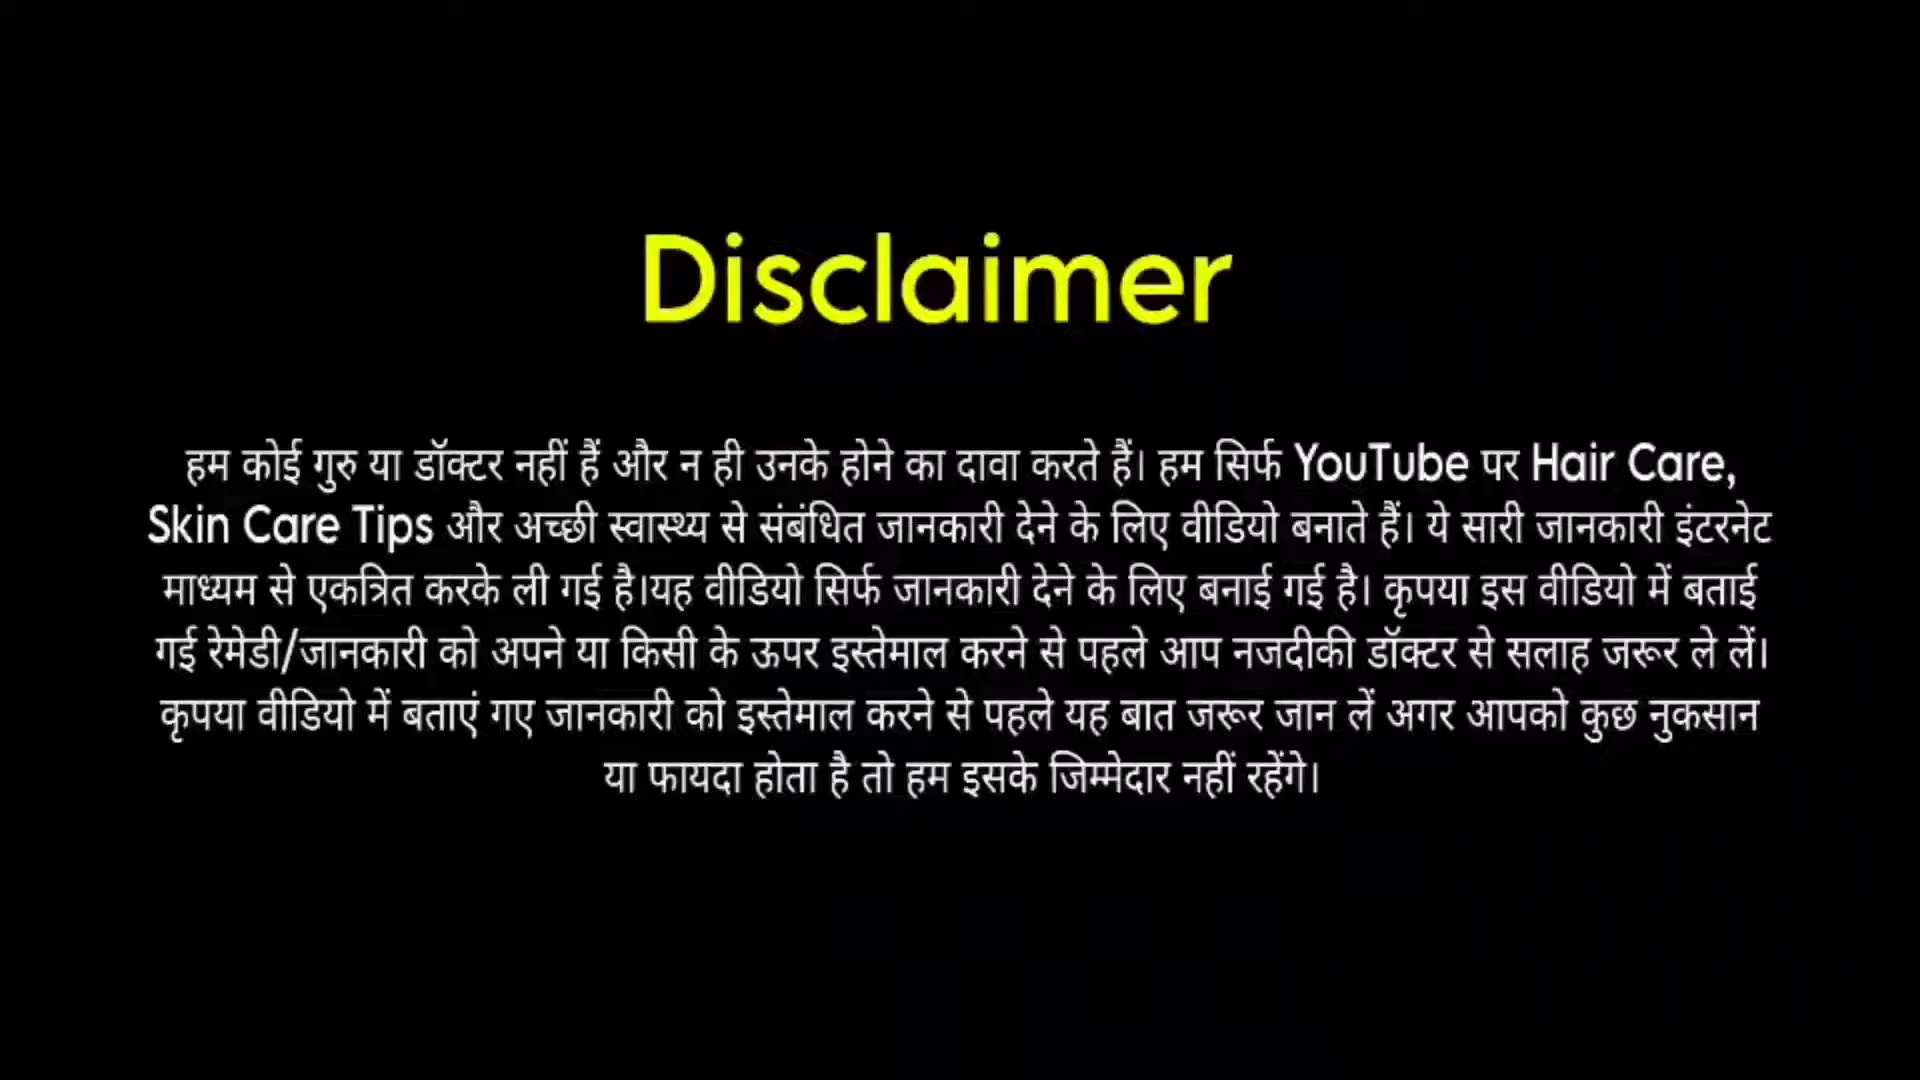 Disclaimer
हम कोई गुरु या डॉक्टर नहीं हैं और न ही उनके होने का दावा करते हैं। हम सिर्फ YouTube पर Hair Care,
Skin Care Tips और अच्छी स्वास्थ्य से संबंधित जानकारी देने के लिए वीडियो बनाते हैं। ये सारी जानकारी इंटरनेट
माध्यम से एकत्रित करके ली गई है।यह वीडियो सिर्फ जानकारी देने के लिए बनाई गई है। कृपया इस वीडियो में बताई
गई रेमेडी/जानकारी को अपने या किसी के ऊपर इस्तेमाल करने से पहले आप नजदीकी डॉक्टर से सलाह जरूर ले लें।
कृपया वीडियो में बताएं गए जानकारी को इस्तेमाल करने से पहले यह बात जरूर जान लें अगर आपको कुछ नुकसान
या फायदा होता है तो हम इसके जिम्मेदार नहीं रहेंगे।